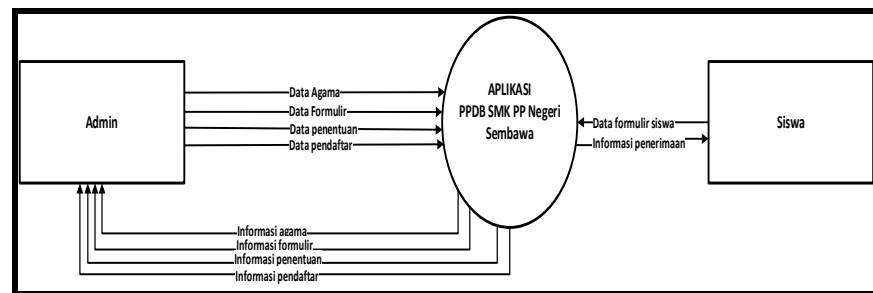 Admin
Data Agama
Data Formulir
Data penentuan
Data pendaftar
APLIKASI
PPDB SMK PP Negeri
Sembawa
Data formulir siswa
Informasi penerimaan
Siswa
Informasi agama
Informasi formulir
Informasi penentuan
Informasi pendaftar